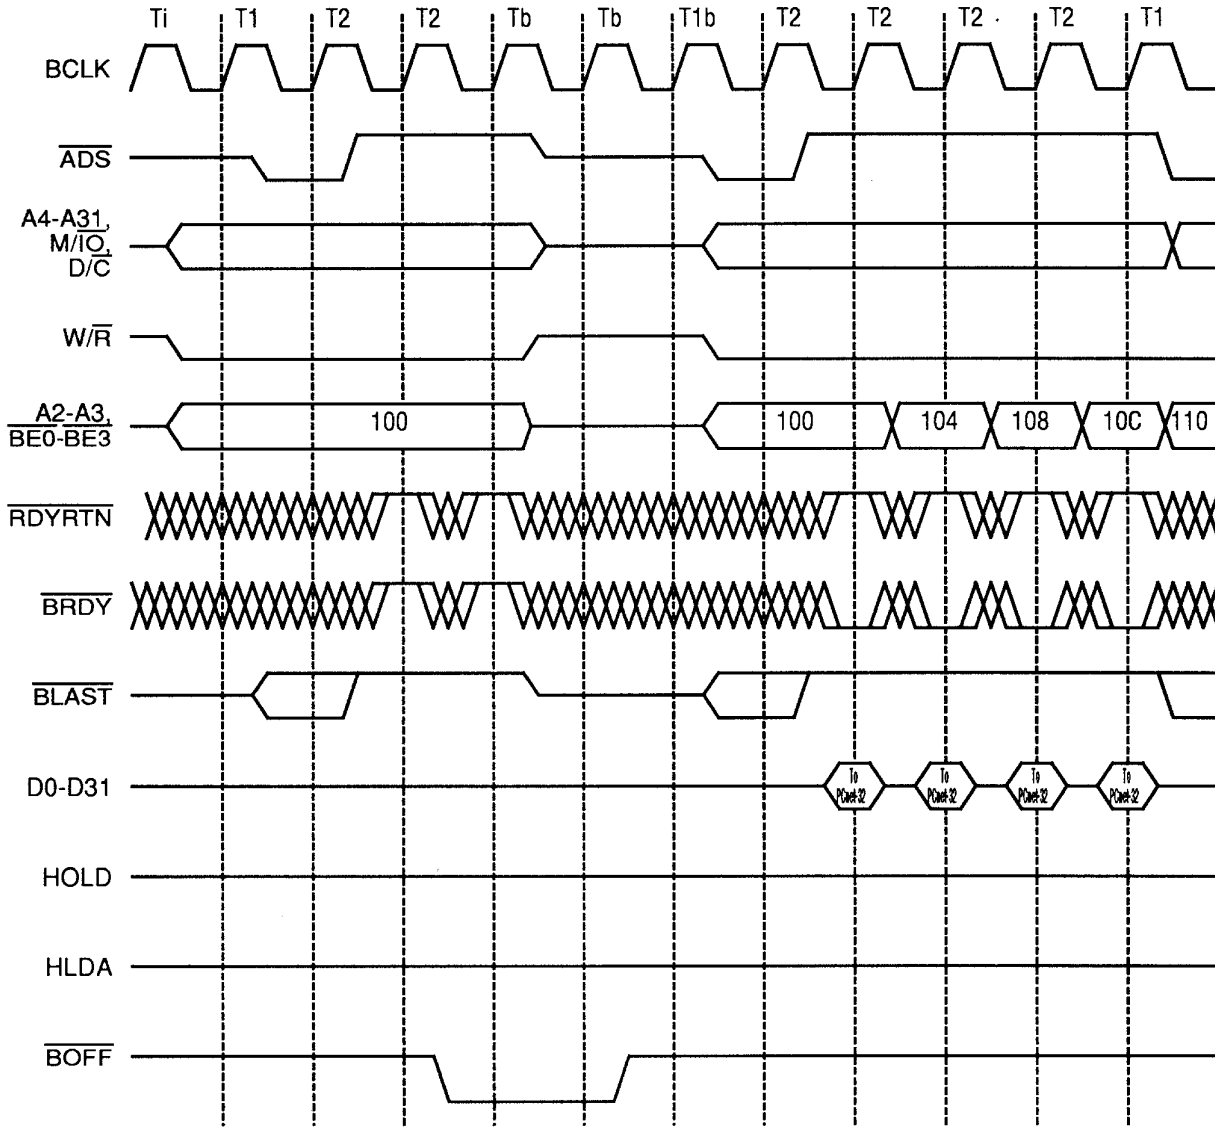 Ti T1 T2 T2 Tb Tb T1b T2 T2 T2 T2 T1
BCLK
ADS
A4-A31,
M/IO,
D/C
W/R
A2-A3,
BE0-BE3
100 100 104 108 10C 110
RDYRTN
BRDY
BLAST
D0-D31
To To To To
PCnet-32 PCnet-32 PCnet-32 PCnet-32
HOLD
HLDA
BOFF